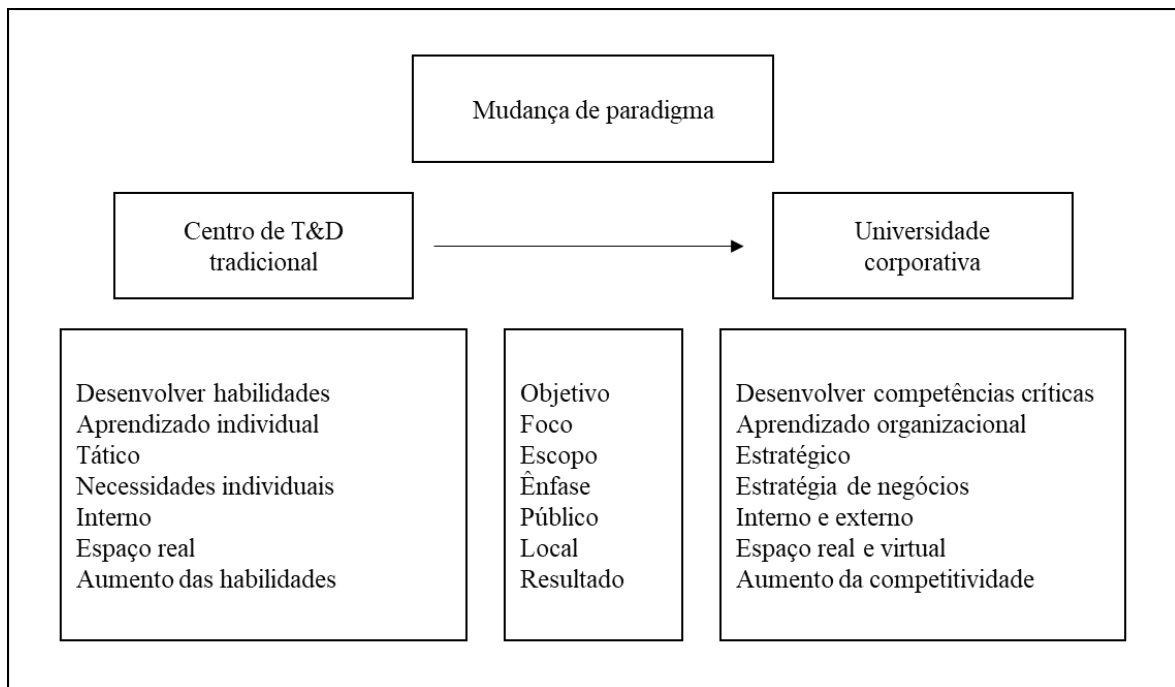 Mudança de paradigma
Centro de T&D
tradicional
Universidade
corporativa
Desenvolver habilidades
Aprendizado individual
Tático
Necessidades individuais
Interno
Espaço real
Aumento das habilidades
Objetivo
Foco
Escopo
Ênfase
Público
Local
Resultado
Desenvolver competências críticas
Aprendizado organizacional
Estratégico
Estratégia de negócios
Interno e externo
Espaço real e virtual
Aumento da competitividade